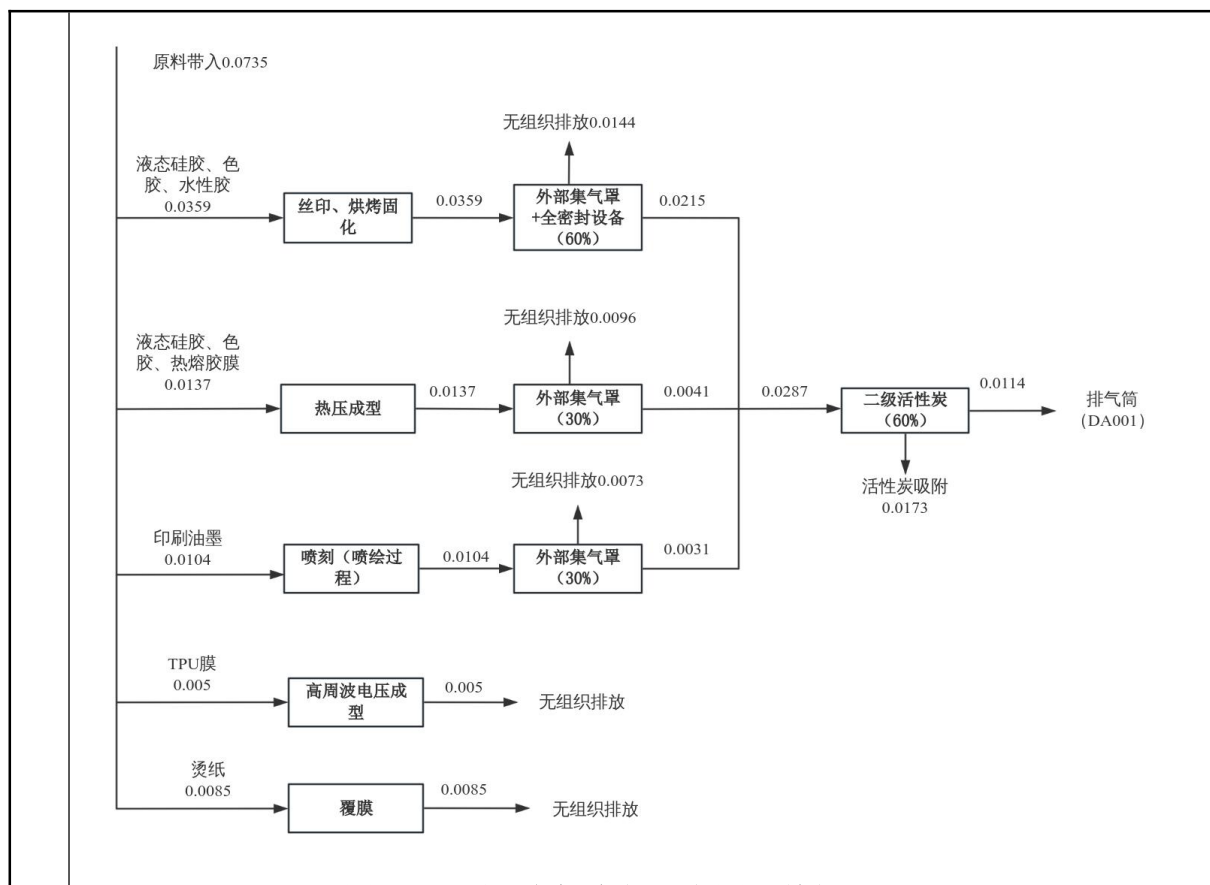 原料带入0.0735
无组织排放0.0144
液态硅胶、色
胶、水性胶
0.0359
丝印、烘烤固
化
0.0359
外部集气罩
+全密封设备
（60%）
0.0215
无组织排放0.0096
液态硅胶、色
胶、热熔胶膜
0.0137
热压成型
0.0137
外部集气罩
（30%）
0.0041
0.0287
二级活性炭
（60%）
0.0114
排气筒
（DA001）
活性炭吸附
0.0173
无组织排放0.0073
印刷油墨
0.0104
喷刻（喷绘过
程）
0.0104
外部集气罩
（30%）
0.0031
TPU膜
0.005
高周波电压成
型
0.005
无组织排放
烫纸
0.0085
覆膜
0.0085
无组织排放